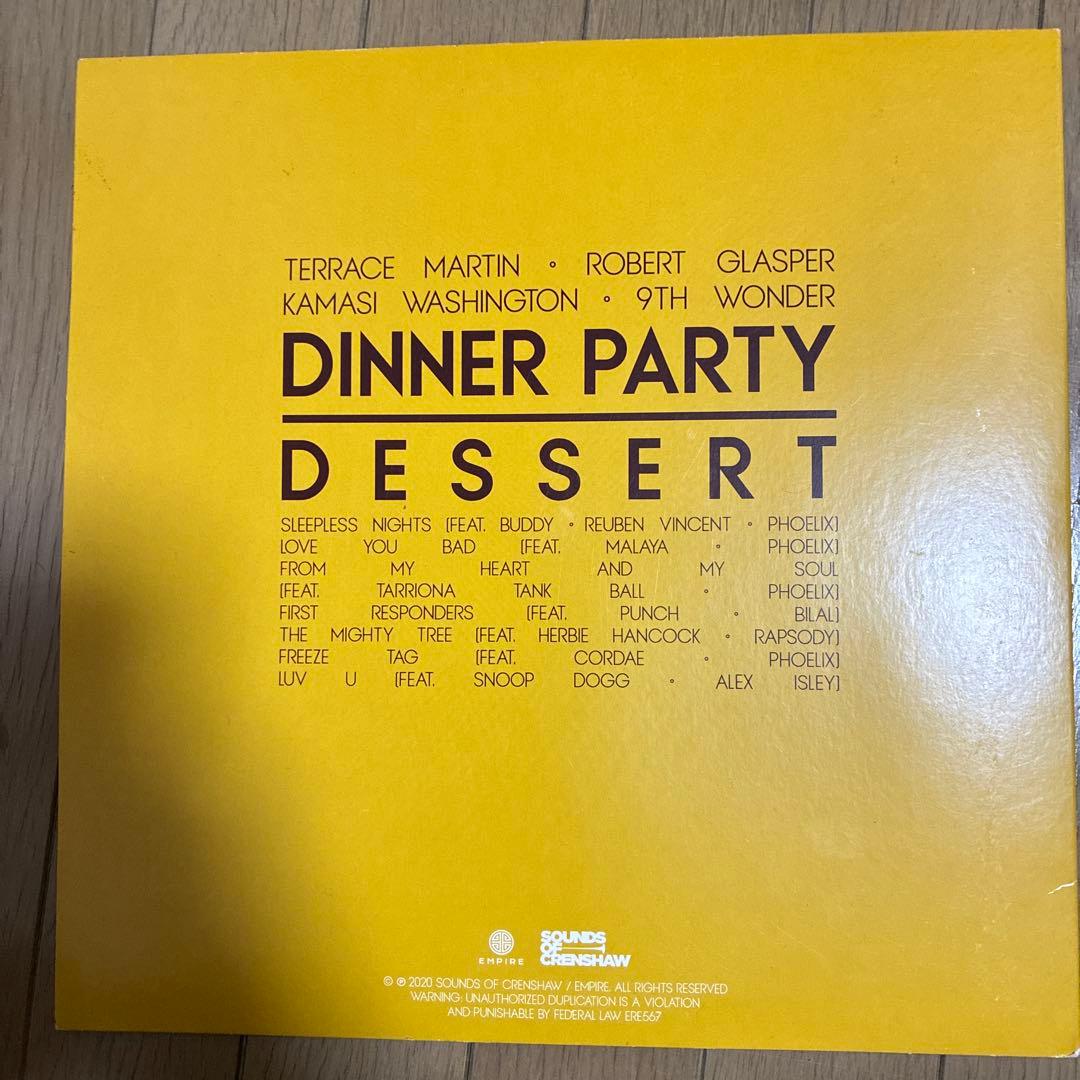 TERRACE MARTIN ∘ ROBERT GLASPER
KAMASI WASHINGTON ∘ 9TH WONDER
DINNER PARTY
DESSERT
SLEEPLESS NIGHTS (FEAT. BUDDY ∘ REUBEN VINCENT ∘ PHOELIX)
LOVE YOU BAD (FEAT. MALAYA ∘ PHOELIX)
FROM MY HEART AND MY SOUL
(FEAT. TARRIONA TANK BALL ∘ PHOELIX)
FIRST RESPONDERS (FEAT. PUNCH ∘ BILAL)
THE MIGHTY TREE (FEAT. HERBIE HANCOCK ∘ RAPSODY)
FREEZE TAG (FEAT. CORDAE ∘ PHOELIX)
LUV U (FEAT. SNOOP DOGG ∘ ALEX ISLEY)
EMPIRE
SOUNDS
OF
CRENSHAW
© ℗ 2020 SOUNDS OF CRENSHAW / EMPIRE. ALL RIGHTS RESERVED
WARNING: UNAUTHORIZED DUPLICATION IS A VIOLATION
AND PUNISHABLE BY FEDERAL LAW ERE567